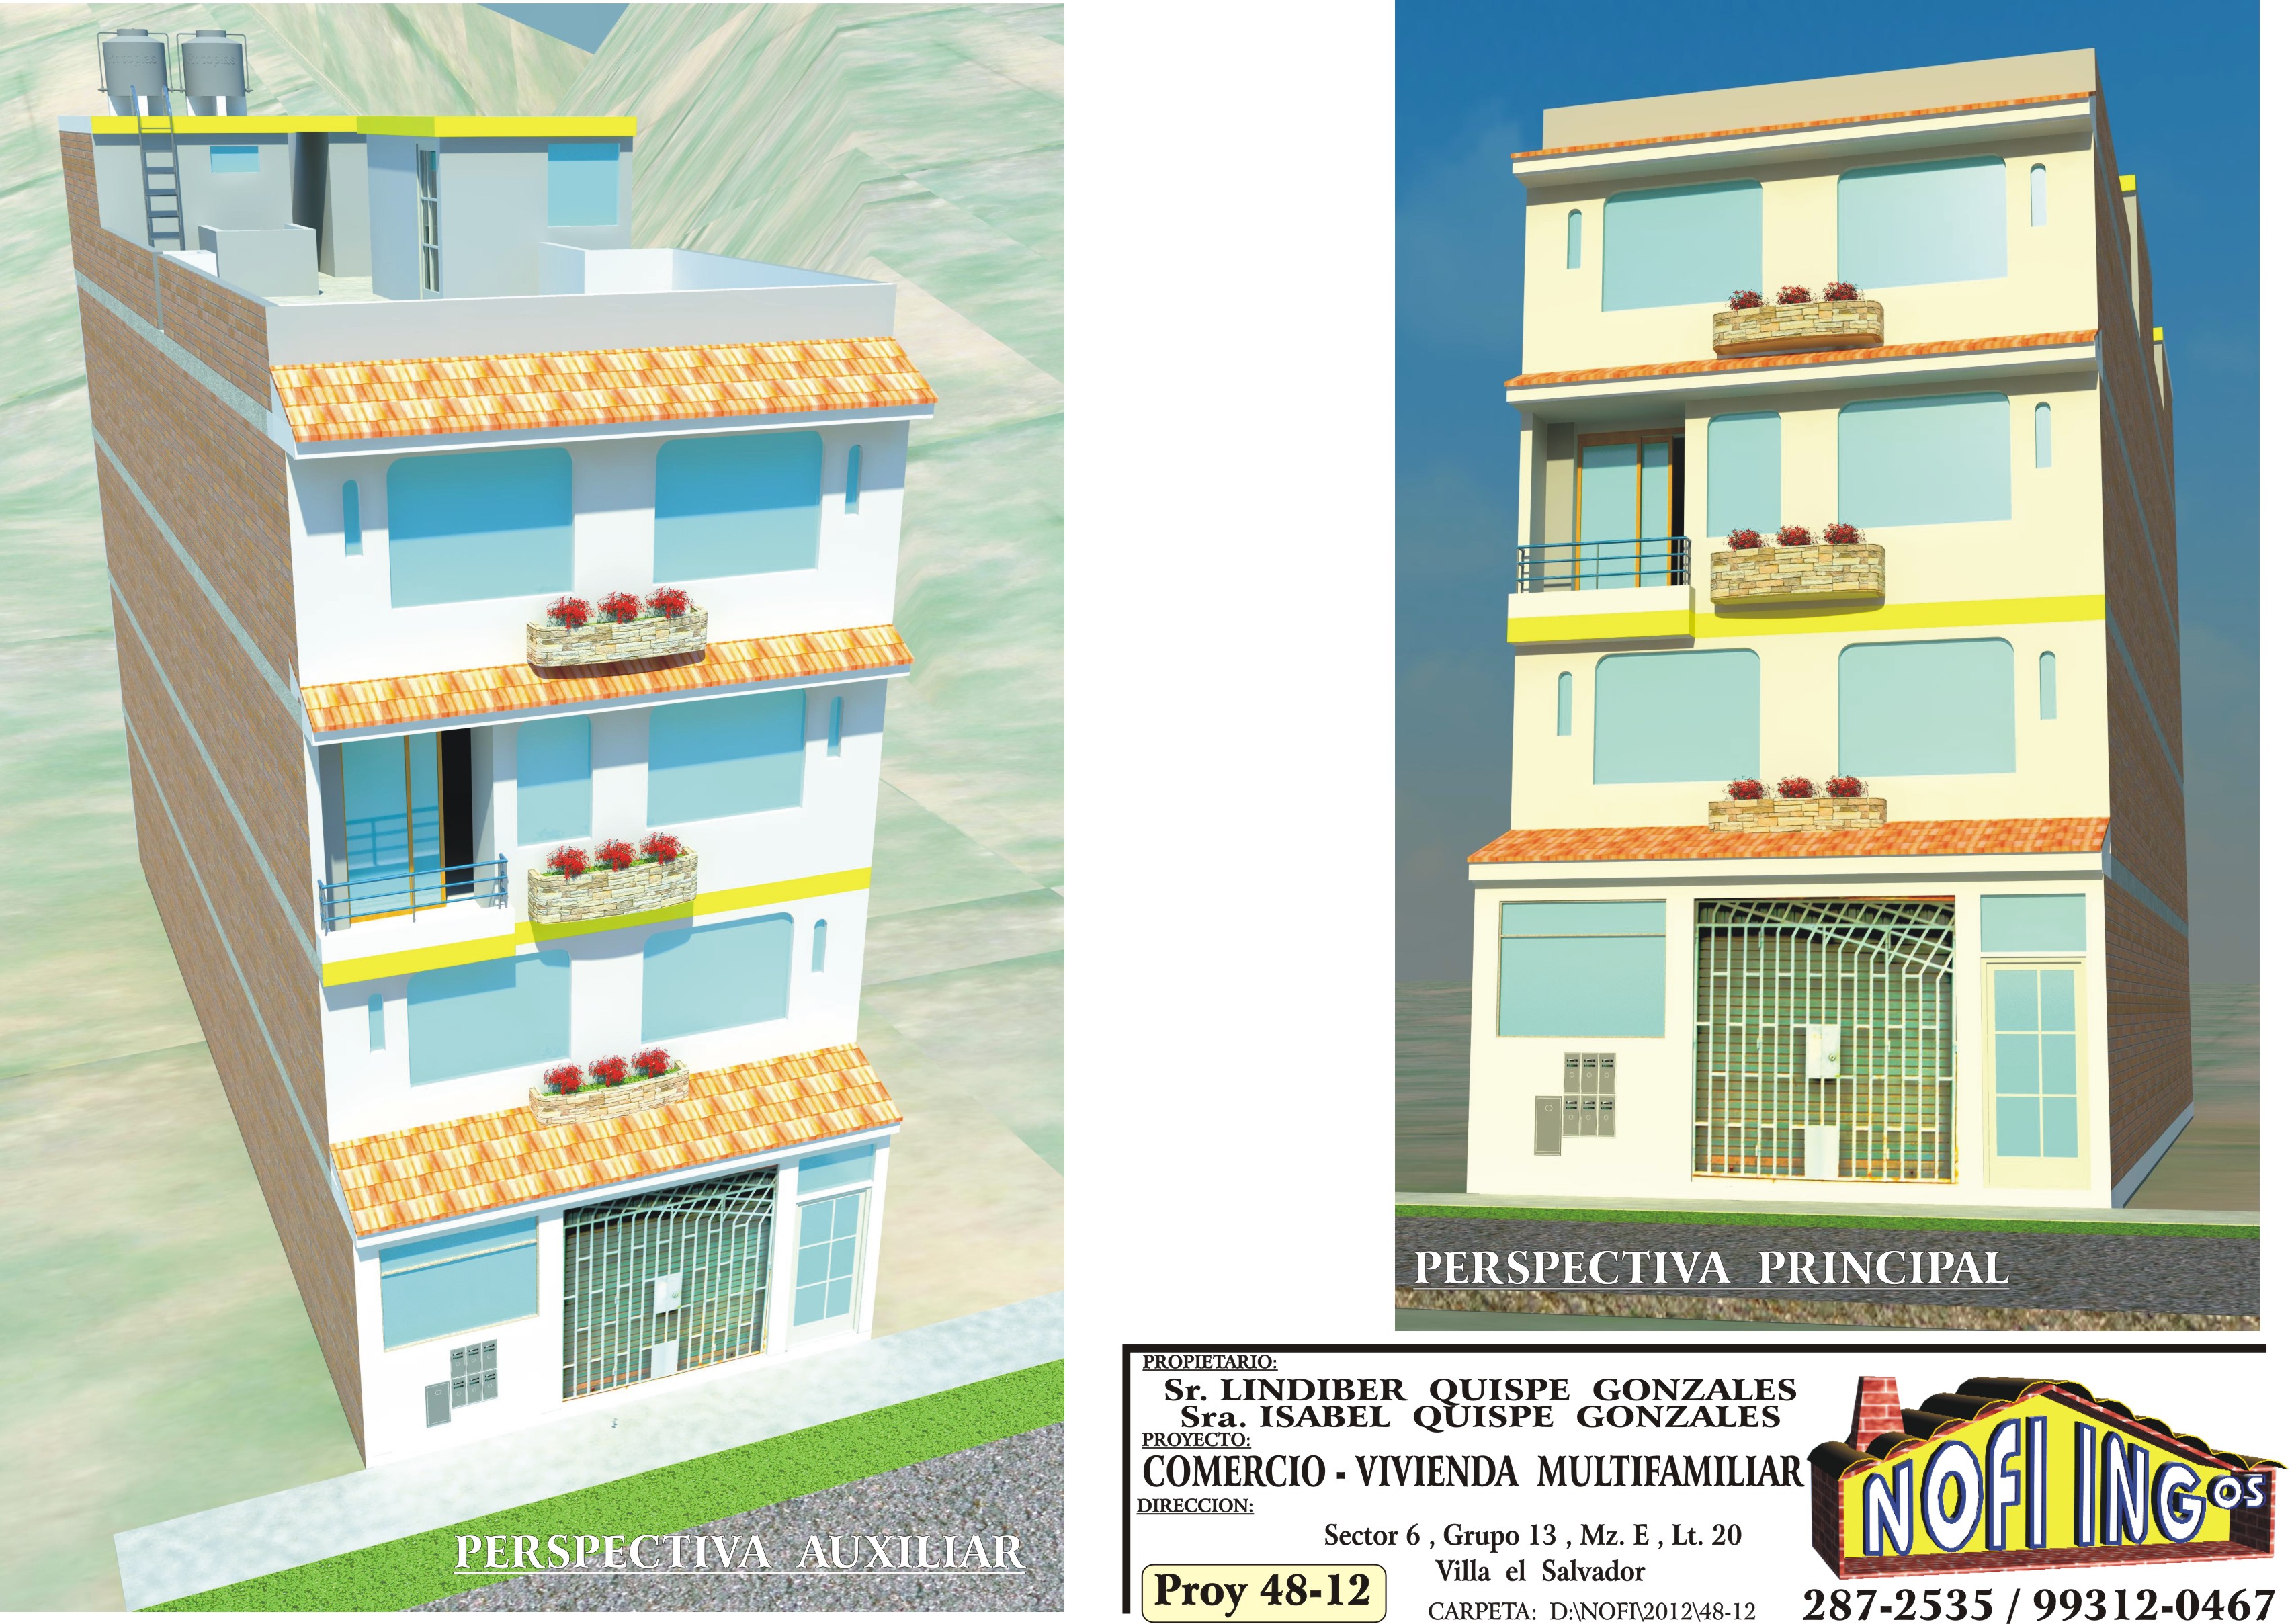 PERSPECTIVA AUXILIAR
PERSPECTIVA PRINCIPAL
PROPIETARIO:
Sr. LINDIBER QUISPE GONZALES
Sra. ISABEL QUISPE GONZALES
PROYECTO:
COMERCIO - VIVIENDA MULTIFAMILIAR
DIRECCION:
Sector 6 , Grupo 13 , Mz. E , Lt. 20
Villa el Salvador
Proy 48-12
CARPETA: D:\NOFI\2012\48-12
NOFI INGOS
287-2535 / 99312-0467